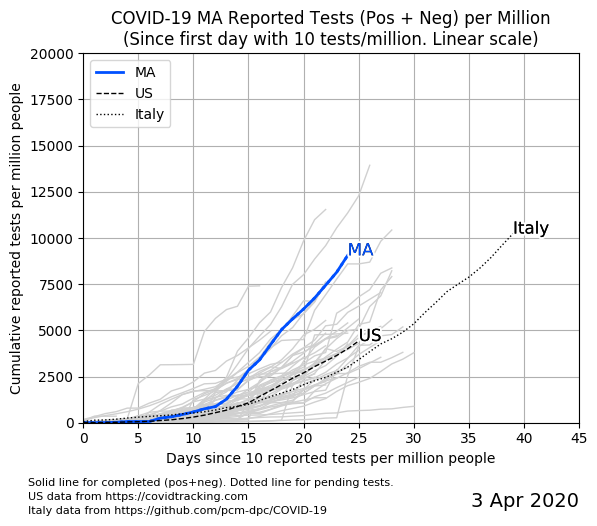 COVID-19 MA Reported Tests (Pos + Neg) per Million
(Since first day with 10 tests/million. Linear scale)
Cumulative reported tests per million people
20000
17500
15000
12500
10000
7500
5000
2500
0
MA
US
Italy
Italy
MA
US
0 5 10 15 20 25 30 35 40 45
Days since 10 reported tests per million people
Solid line for completed (pos+neg). Dotted line for pending tests.
US data from https://covidtracking.com
Italy data from https://github.com/pcm-dpc/COVID-19
3 Apr 2020